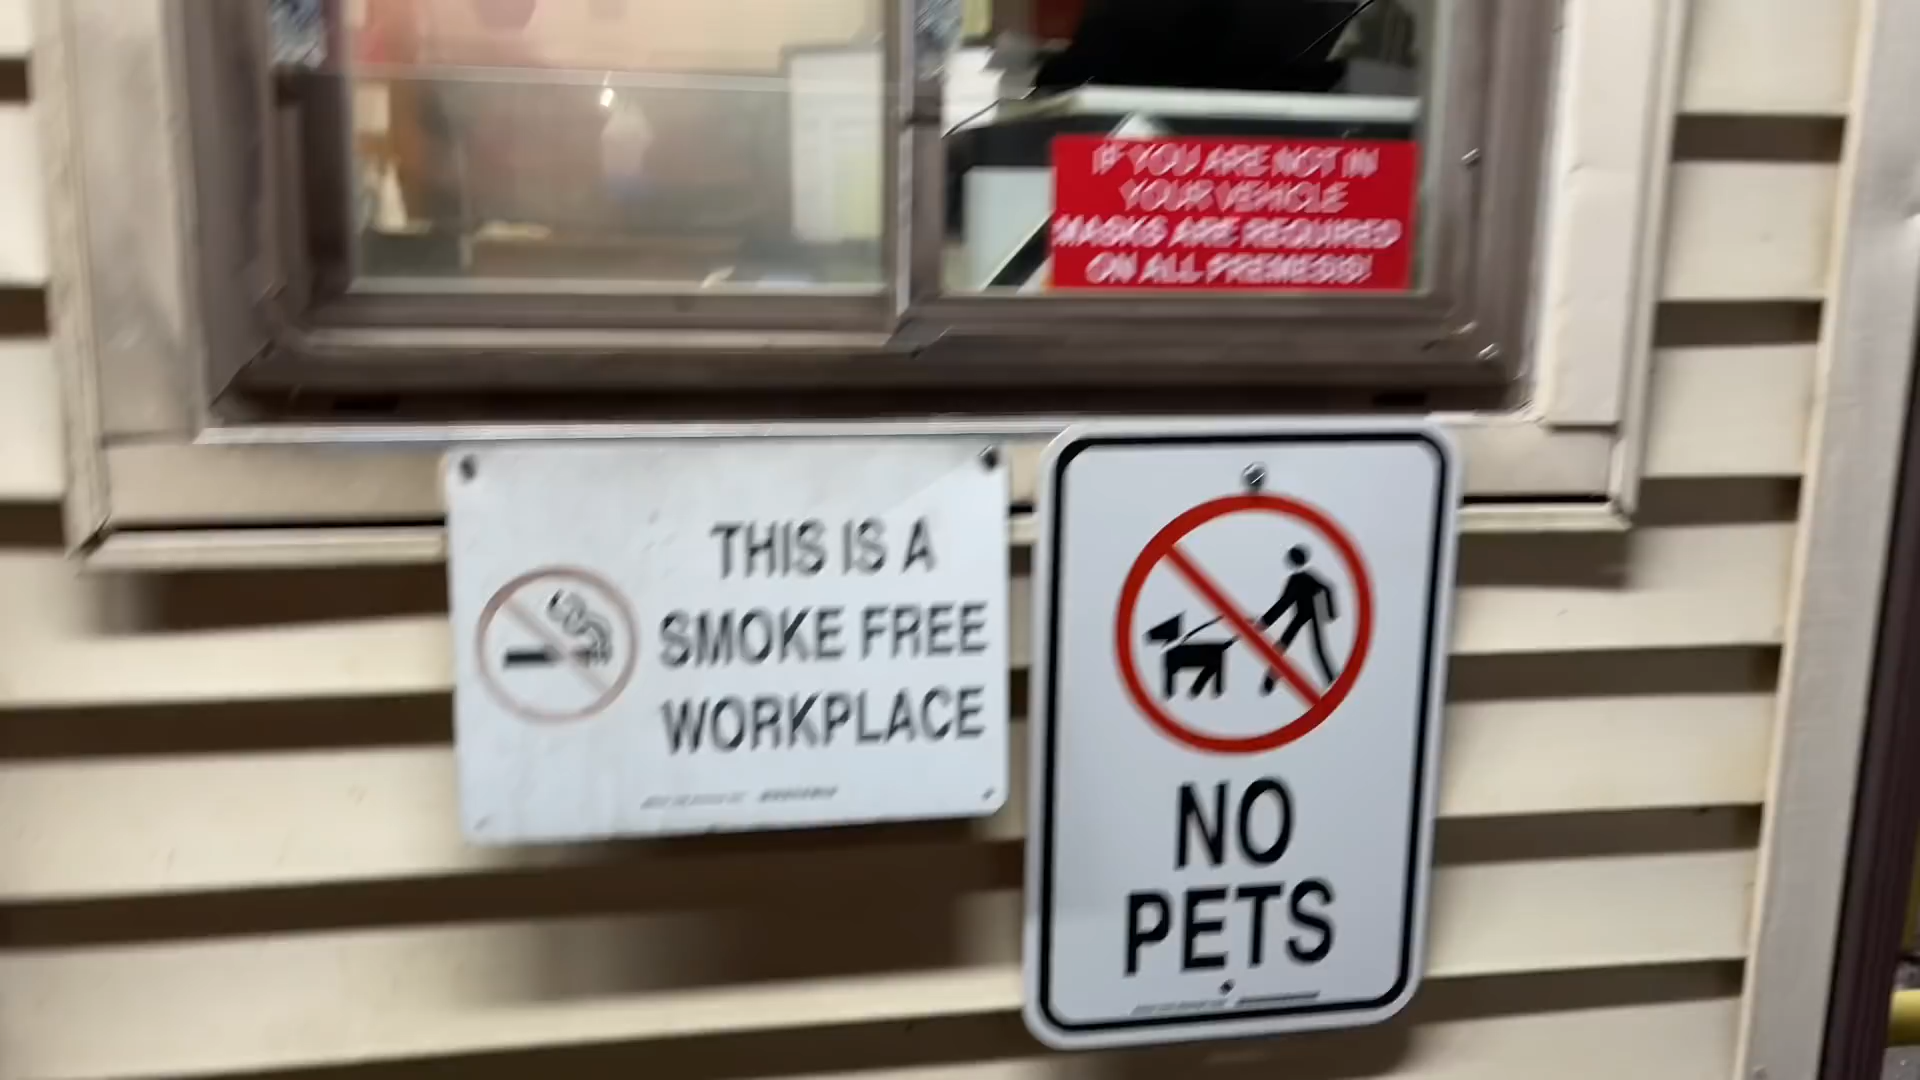 IF YOU ARE NOT IN
YOUR VEHICLE
MASKS ARE REQUIRED
ON ALL PREMESIS!
THIS IS A
SMOKE FREE
WORKPLACE
NO
PETS